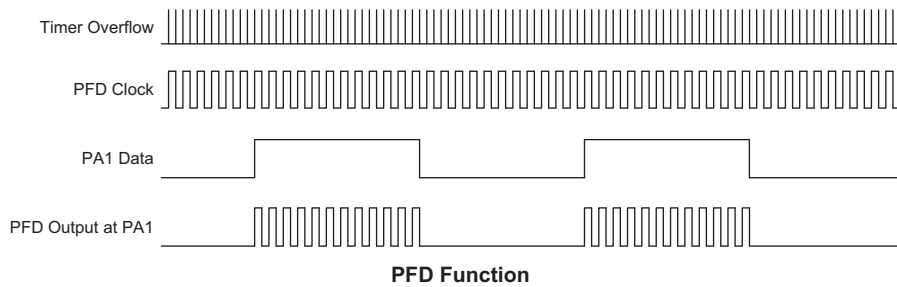 Timer Overflow
PFD Clock
PA1 Data
PFD Output at PA1
PFD Function